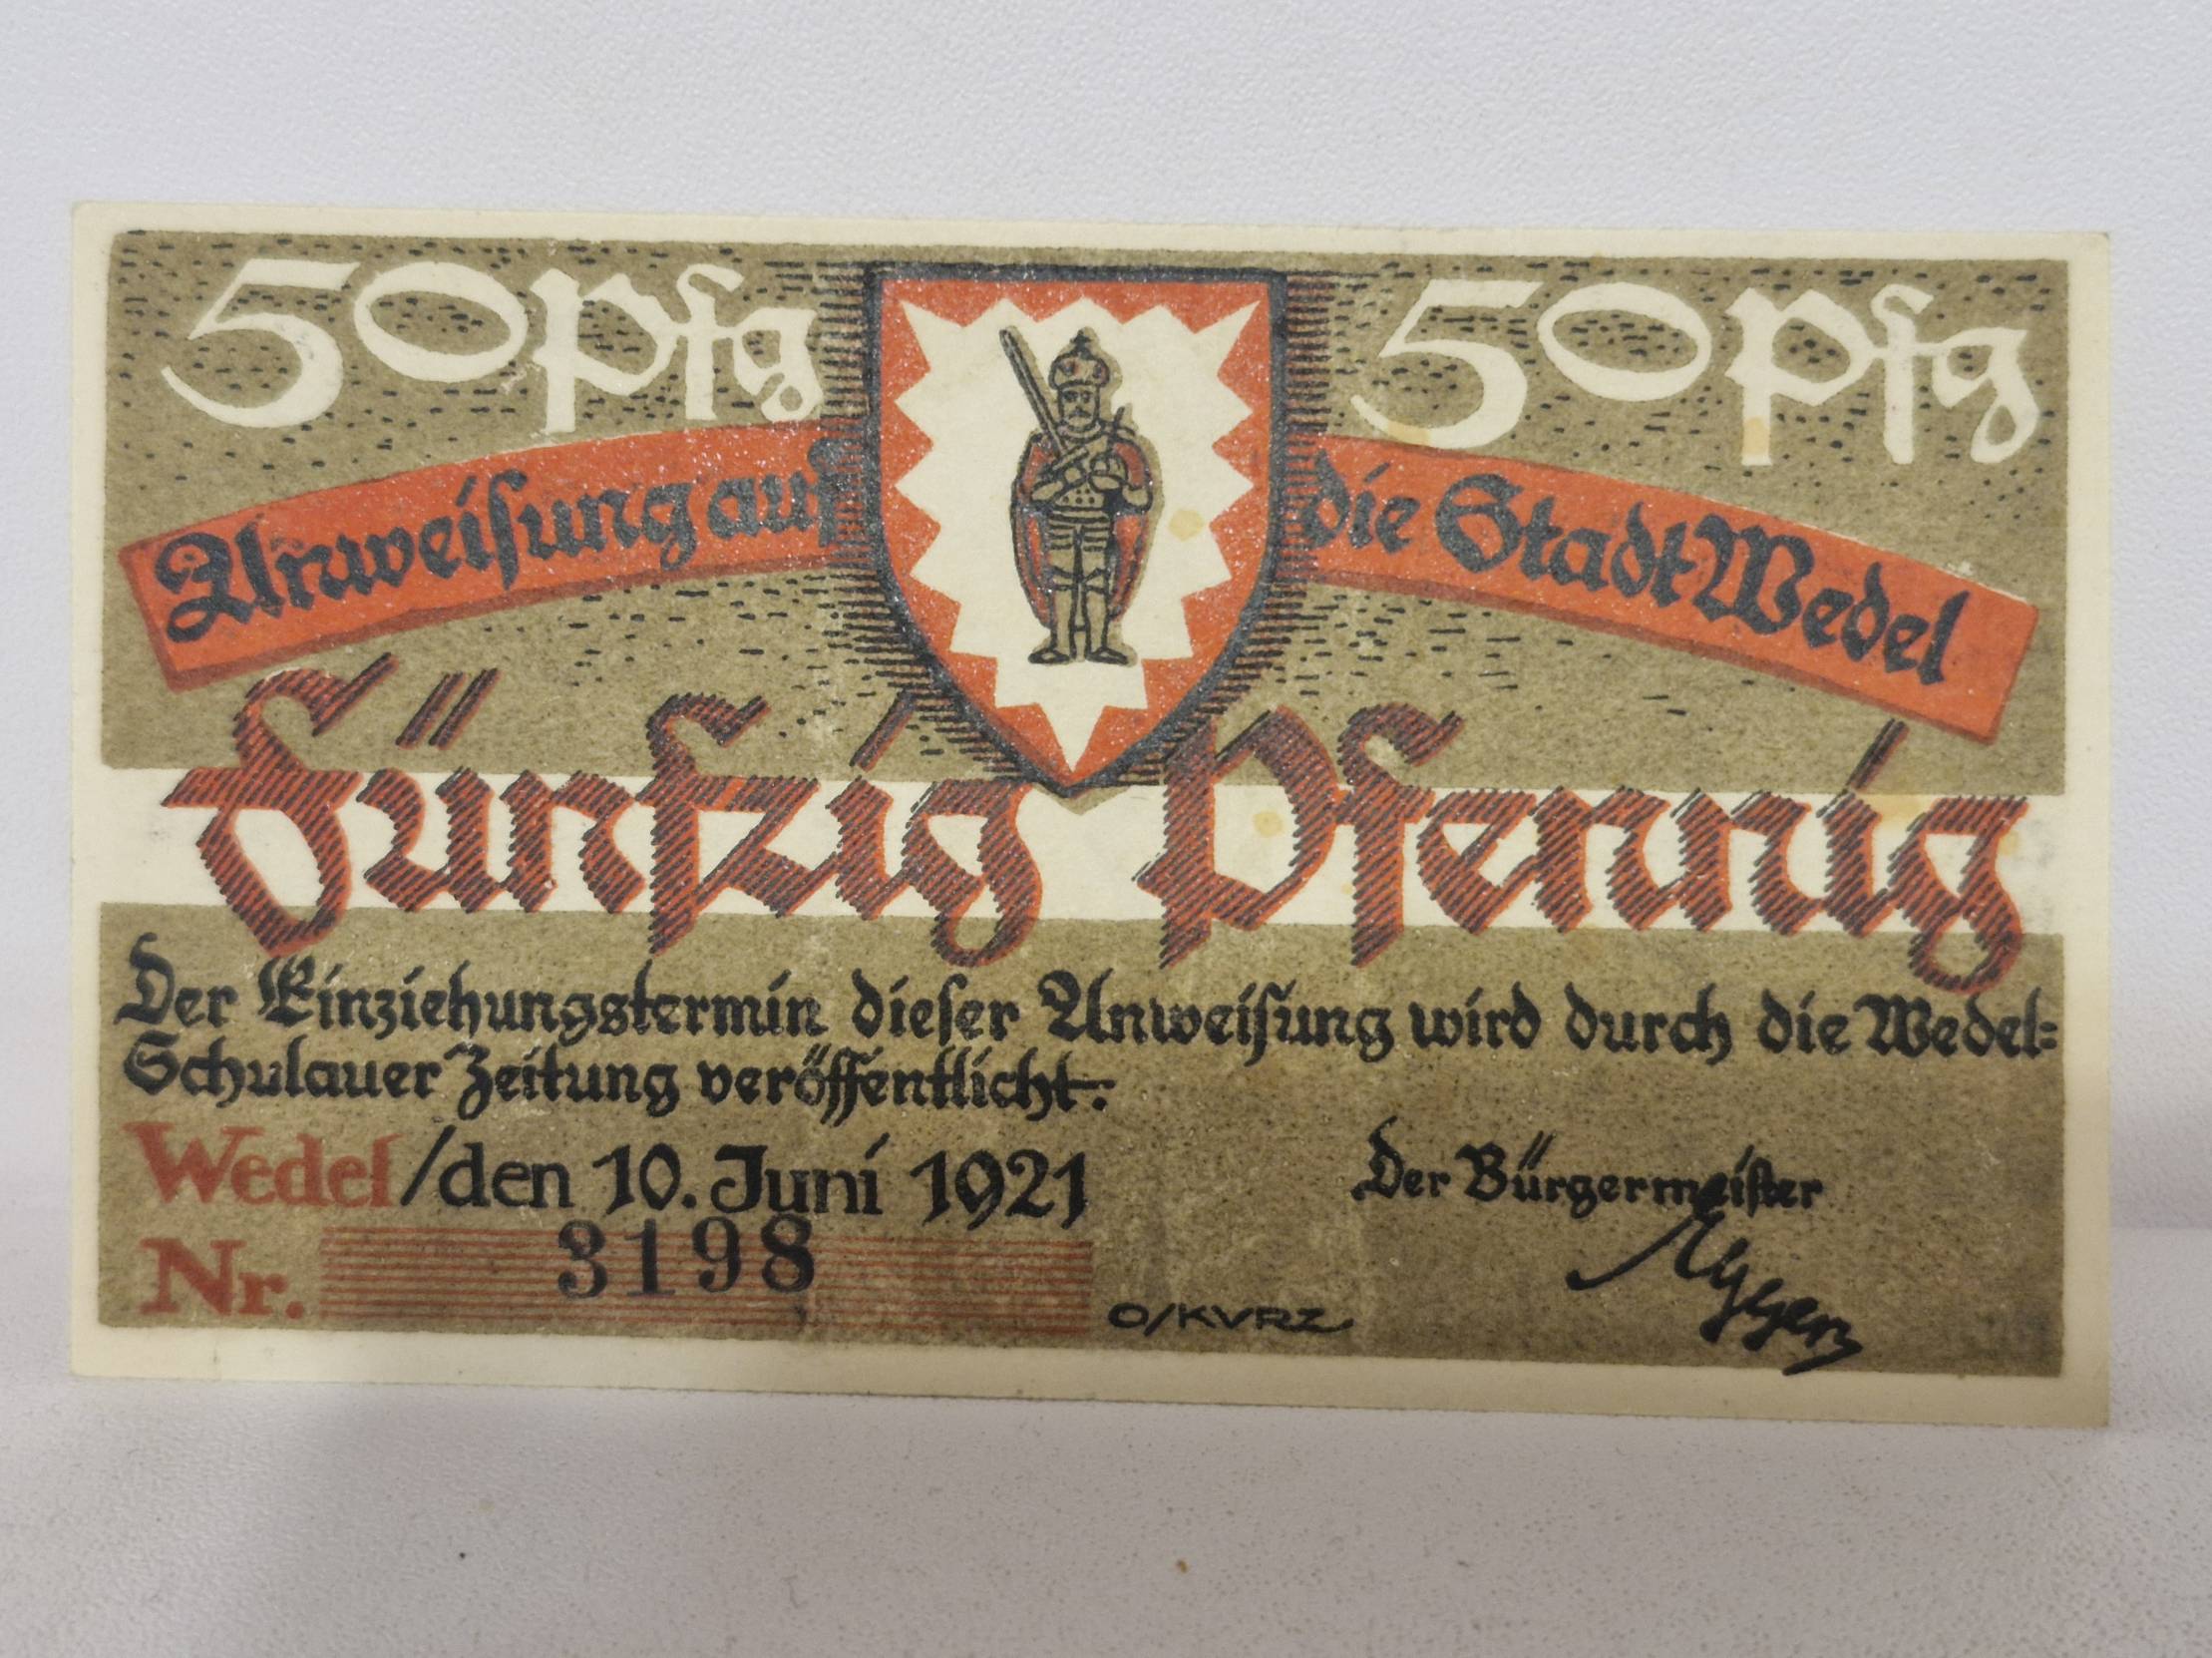 50 Pfg 50 Pfg
Anweisung auf die Stadt Wedel
Fünfzig Pfennig
Der Einziehungstermin dieser Anweisung wird durch die Wedel=
Schulauer Zeitung veröffentlicht.
Wedel/den 10. Juni 1921
Der Bürgermeister
Nr. 3198
O/KVRZ
Eggers